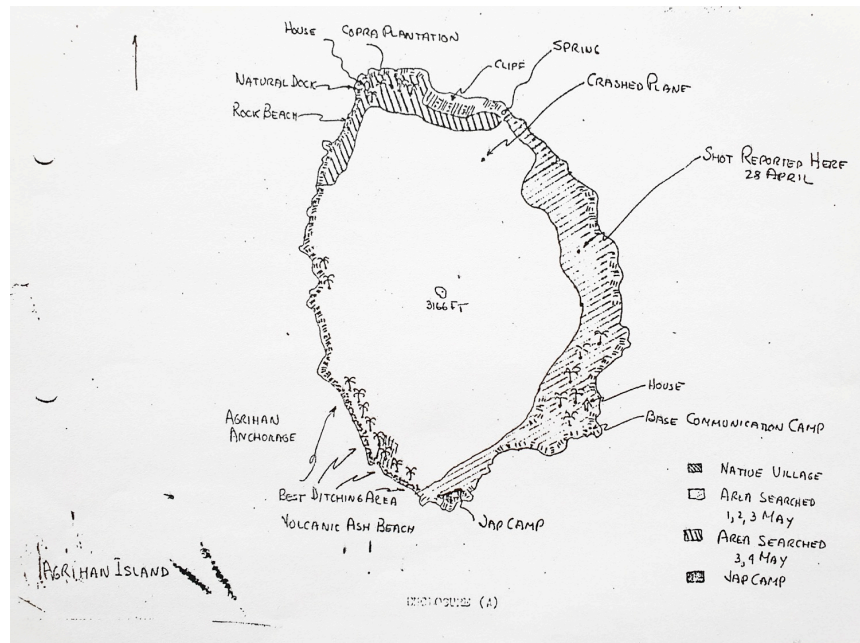 HOUSE
COPRA PLANTATION
NATURAL DOCK
CLIFF
SPRING
CRASHED PLANE
ROCK BEACH
SHOT REPORTED HERE
28 APRIL
3166 FT
HOUSE
AGRIHAN
ANCHORAGE
BASE COMMUNICATION CAMP
BEST DITCHING AREA
VOLCANIC ASH BEACH
JAP CAMP
NATIVE VILLAGE
AREA SEARCHED
1, 2, 3 MAY
AREA SEARCHED
3, 4 MAY
JAP CAMP
AGRIHAN ISLAND
ENCLOSURE (A)